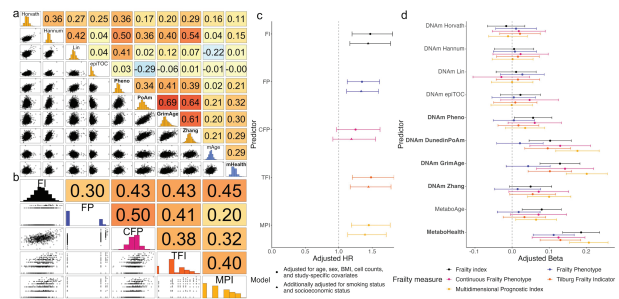 a
Horvath 0.36 0.27 0.25 0.36 0.17 0.20 0.29 0.16 0.11
Hannum 0.42 0.04 0.50 0.36 0.40 0.54 0.04 0.15
Lin 0.04 0.41 0.02 0.12 0.07 -0.22 0.01
epiTOC 0.03 -0.29 -0.06 0.01 -0.01 -0.00
Pheno 0.34 0.41 0.39 0.21 0.32
PoAm 0.69 0.64 0.21 0.32
GrimAge 0.61 0.20 0.30
Zhang 0.21 0.29
mAge 0.29
mHealth
b
FI 0.30 0.43 0.43 0.45
FP 0.50 0.41 0.20
CFP 0.38 0.32
TFI 0.40
MPI
c
Predictor
FI
FP
CFP
TFI
MPI
1.0 1.5
Adjusted HR
Model
Adjusted for age, sex, BMI, cell counts, and study-specific covariates
Additionally adjusted for smoking status and socioeconomic status
d
Predictor
DNAm Horvath
DNAm Hannum
DNAm Lin
DNAm epiTOC
DNAm Pheno
DNAm DunedinPoAm
DNAm GrimAge
DNAm Zhang
MetaboAge
MetaboHealth
-0.1 0.0 0.1 0.2
Adjusted Beta
Frailty measure
Frailty index
Frailty Phenotype
Continuous Frailty Phenotype
Tilburg Frailty Indicator
Multidimensional Prognostic Index